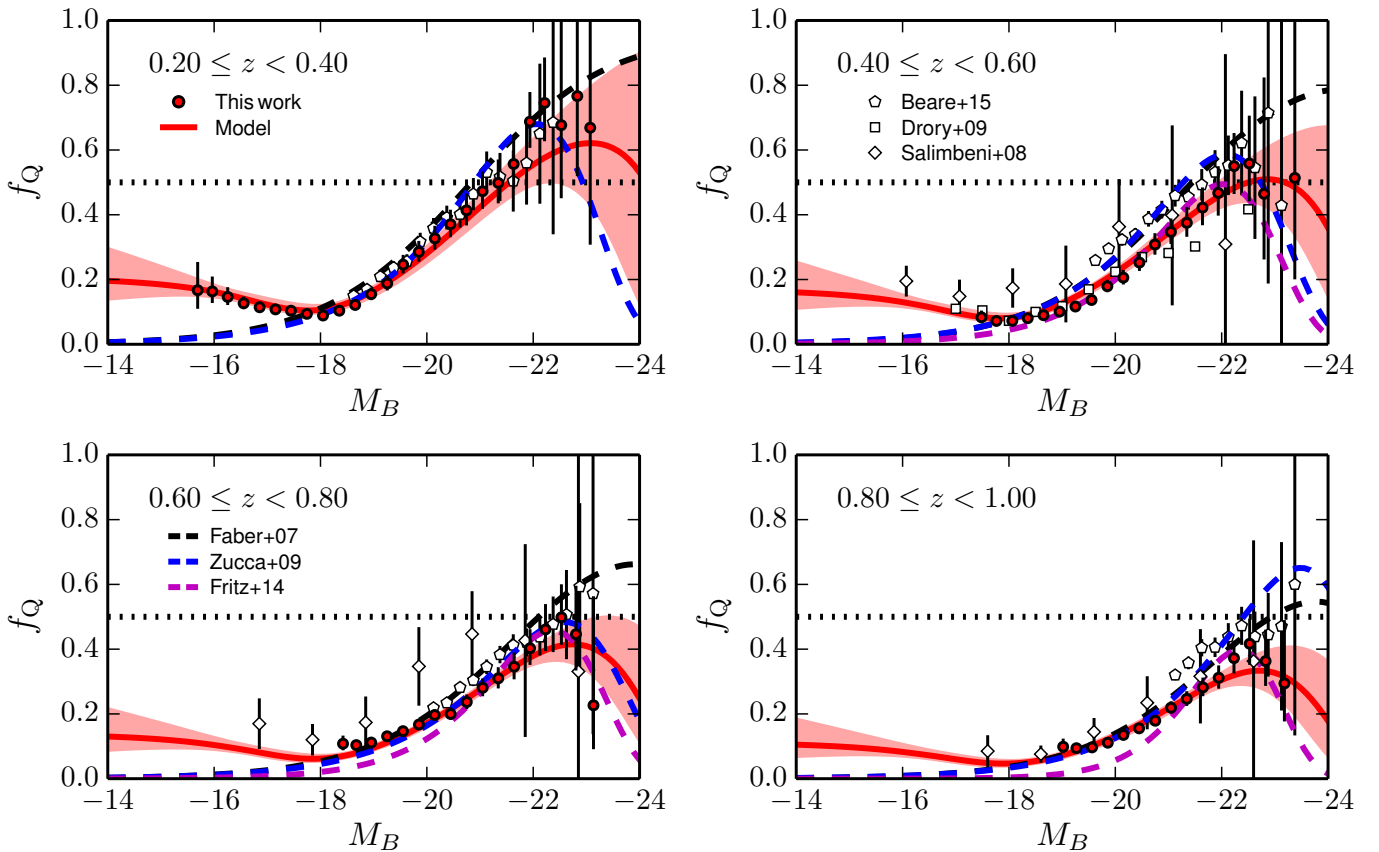 0.20 ≤ z < 0.40
This work
Model
1.0
0.8
0.6
0.4
0.2
0.0
f_Q
−14 −16 −18 −20 −22 −24
M_B
0.40 ≤ z < 0.60
Beare+15
Drory+09
Salimbeni+08
1.0
0.8
0.6
0.4
0.2
0.0
f_Q
−14 −16 −18 −20 −22 −24
M_B
0.60 ≤ z < 0.80
Faber+07
Zucca+09
Fritz+14
1.0
0.8
0.6
0.4
0.2
0.0
f_Q
−14 −16 −18 −20 −22 −24
M_B
0.80 ≤ z < 1.00
1.0
0.8
0.6
0.4
0.2
0.0
f_Q
−14 −16 −18 −20 −22 −24
M_B